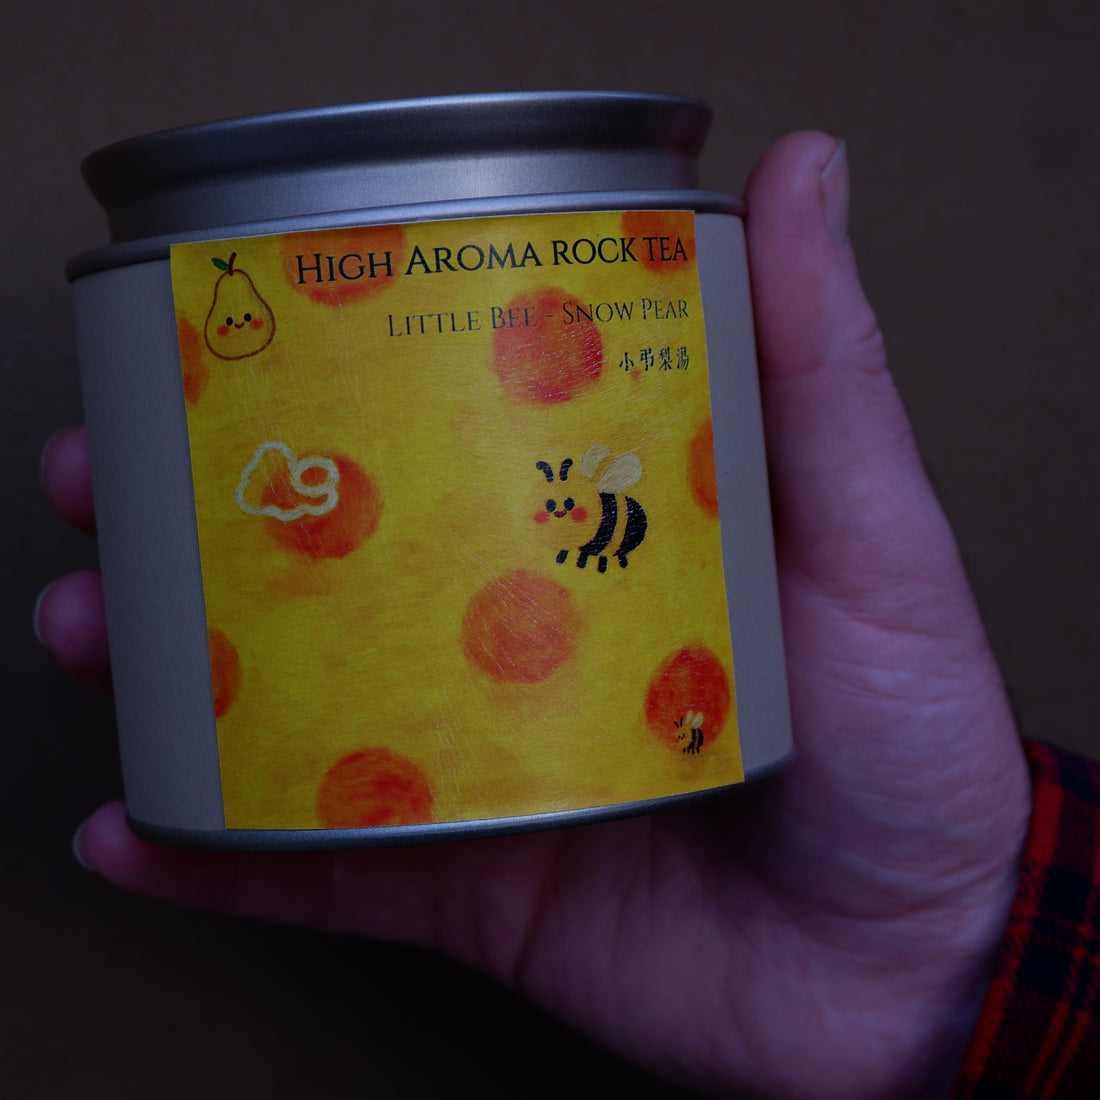 High Aroma rock tea
Little Bee - Snow Pear
小弔梨湯